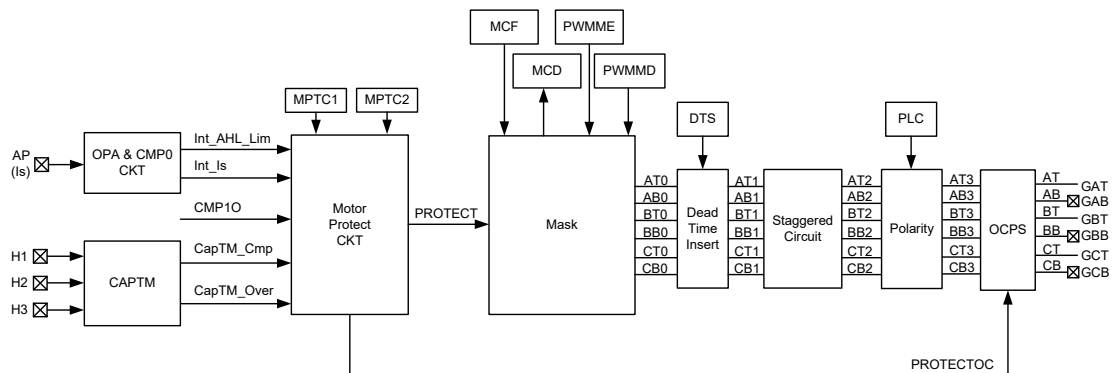 MCF
PWMME
MCD
PWMMD
MPTC1
MPTC2
DTS
PLC
AP
(Is)
OPA & CMP0
CKT
Int_AHL_Lim
Int_Is
CMP1O
H1
H2
H3
CAPTM
CapTM_Cmp
CapTM_Over
Motor
Protect
CKT
PROTECT
Mask
AT0
AB0
BT0
BB0
CT0
CB0
Dead
Time
Insert
AT1
AB1
BT1
BB1
CT1
CB1
Staggered
Circuit
AT2
AB2
BT2
BB2
CT2
CB2
Polarity
AT3
AB3
BT3
BB3
CT3
CB3
OCPS
AT
AB
BT
BB
CT
CB
GAT
GAB
GBT
GBB
GCT
GCB
PROTECTOC